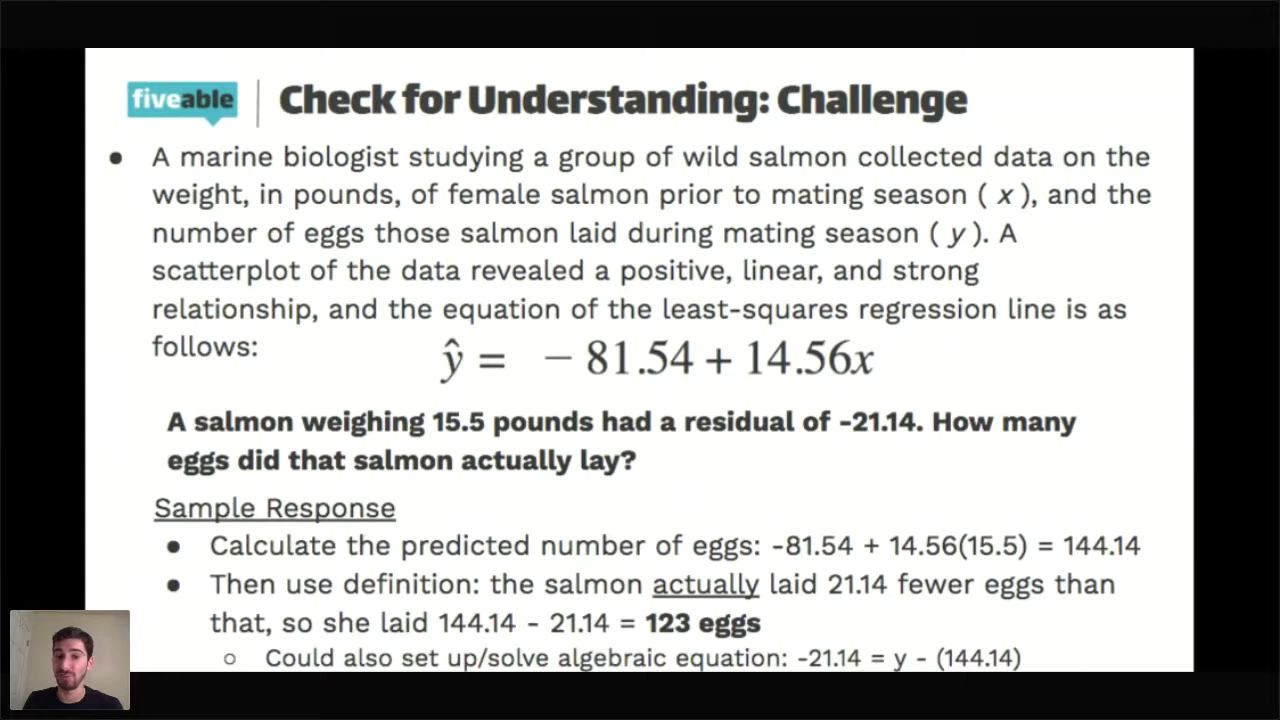 fiveable
Check for Understanding: Challenge
● A marine biologist studying a group of wild salmon collected data on the
weight, in pounds, of female salmon prior to mating season ( x ), and the
number of eggs those salmon laid during mating season ( y ). A
scatterplot of the data revealed a positive, linear, and strong
relationship, and the equation of the least-squares regression line is as
follows: ŷ = − 81.54 + 14.56x
A salmon weighing 15.5 pounds had a residual of -21.14. How many
eggs did that salmon actually lay?
Sample Response
● Calculate the predicted number of eggs: -81.54 + 14.56(15.5) = 144.14
● Then use definition: the salmon actually laid 21.14 fewer eggs than
that, so she laid 144.14 - 21.14 = 123 eggs
○ Could also set up/solve algebraic equation: -21.14 = y - (144.14)